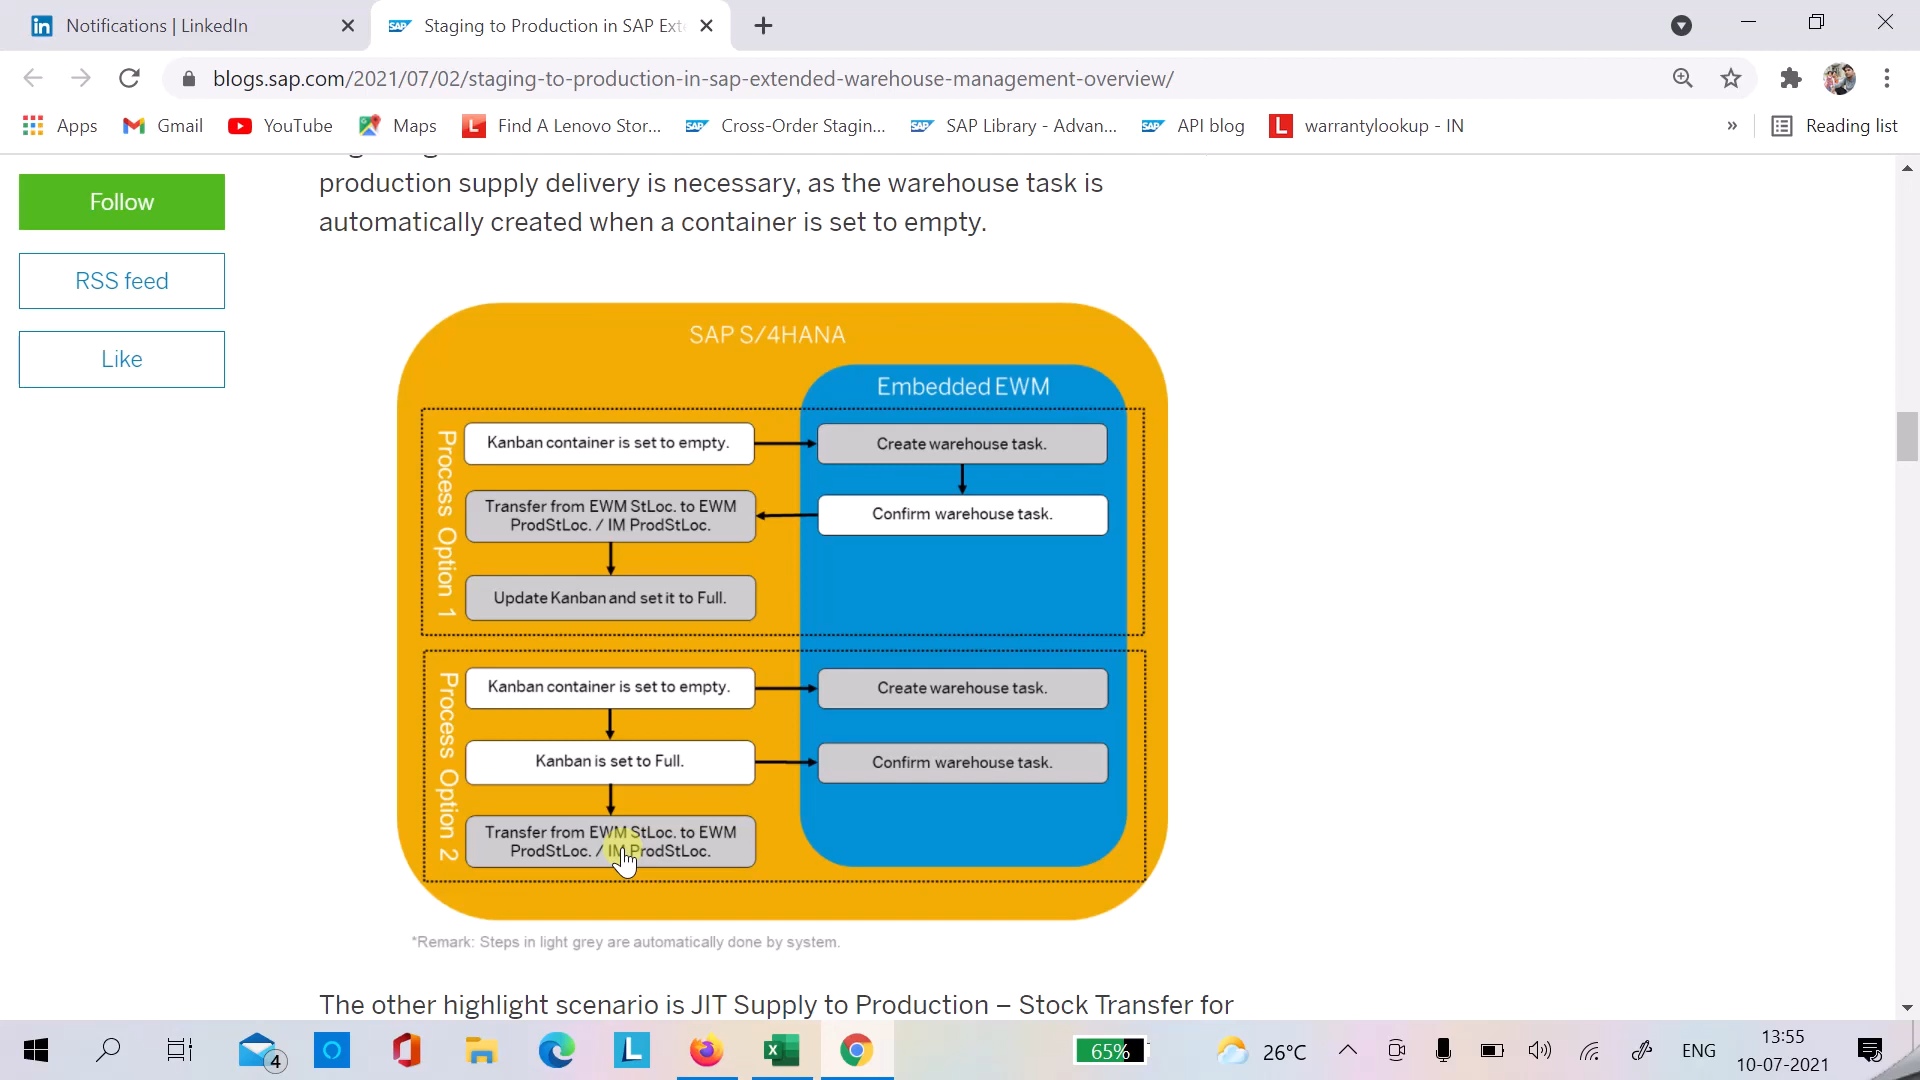 Notifications | LinkedIn
SAP Staging to Production in SAP Exte
blogs.sap.com/2021/07/02/staging-to-production-in-sap-extended-warehouse-management-overview/
Apps Gmail YouTube Maps L Find A Lenovo Stor... SAP Cross-Order Stagin... SAP SAP Library - Advan... SAP API blog L warrantylookup - IN » Reading list
production supply delivery is necessary, as the warehouse task is
automatically created when a container is set to empty.
Follow
RSS feed
Like
SAP S/4HANA
Embedded EWM
Process Option 1
Kanban container is set to empty.
Create warehouse task.
Transfer from EWM StLoc. to EWM
ProdStLoc. / IM ProdStLoc.
Confirm warehouse task.
Update Kanban and set it to Full.
Process Option 2
Kanban container is set to empty.
Create warehouse task.
Kanban is set to Full.
Confirm warehouse task.
Transfer from EWM StLoc. to EWM
ProdStLoc. / IM ProdStLoc.
*Remark: Steps in light grey are automatically done by system.
The other highlight scenario is JIT Supply to Production – Stock Transfer for
4
L
65%
26°C
ENG
13:55
10-07-2021